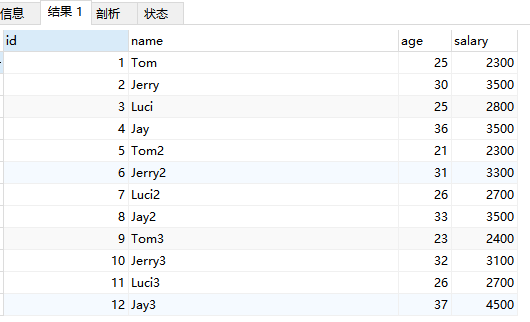 信息 结果 1 剖析 状态
id name age salary
1 Tom 25 2300
2 Jerry 30 3500
3 Luci 25 2800
4 Jay 36 3500
5 Tom2 21 2300
6 Jerry2 31 3300
7 Luci2 26 2700
8 Jay2 33 3500
9 Tom3 23 2400
10 Jerry3 32 3100
11 Luci3 26 2700
12 Jay3 37 4500